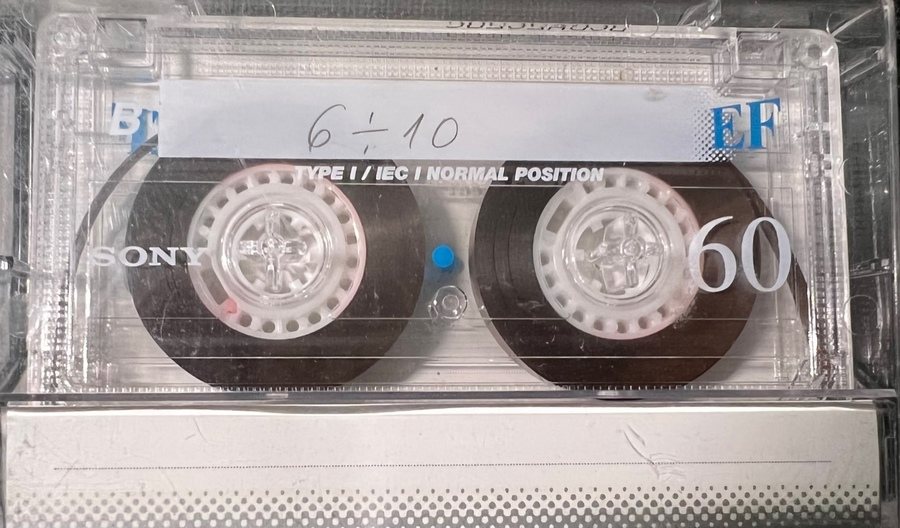 6 ÷ 10
EF
TYPE I / IEC I NORMAL POSITION
SONY
60